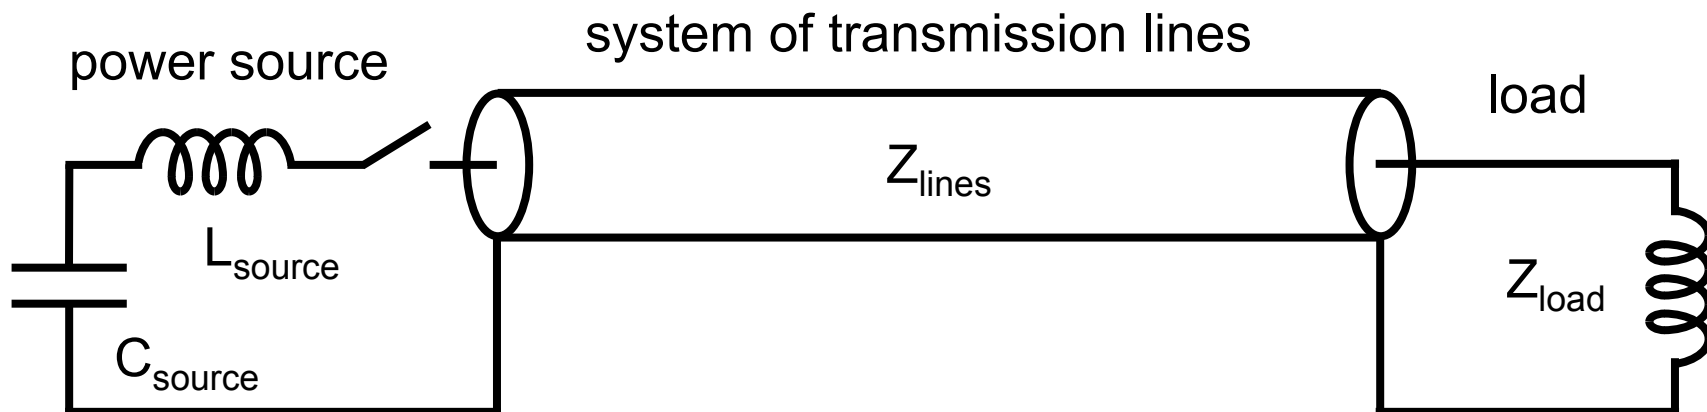 system of transmission lines
power source
load
Z_lines
L_source
Z_load
C_source